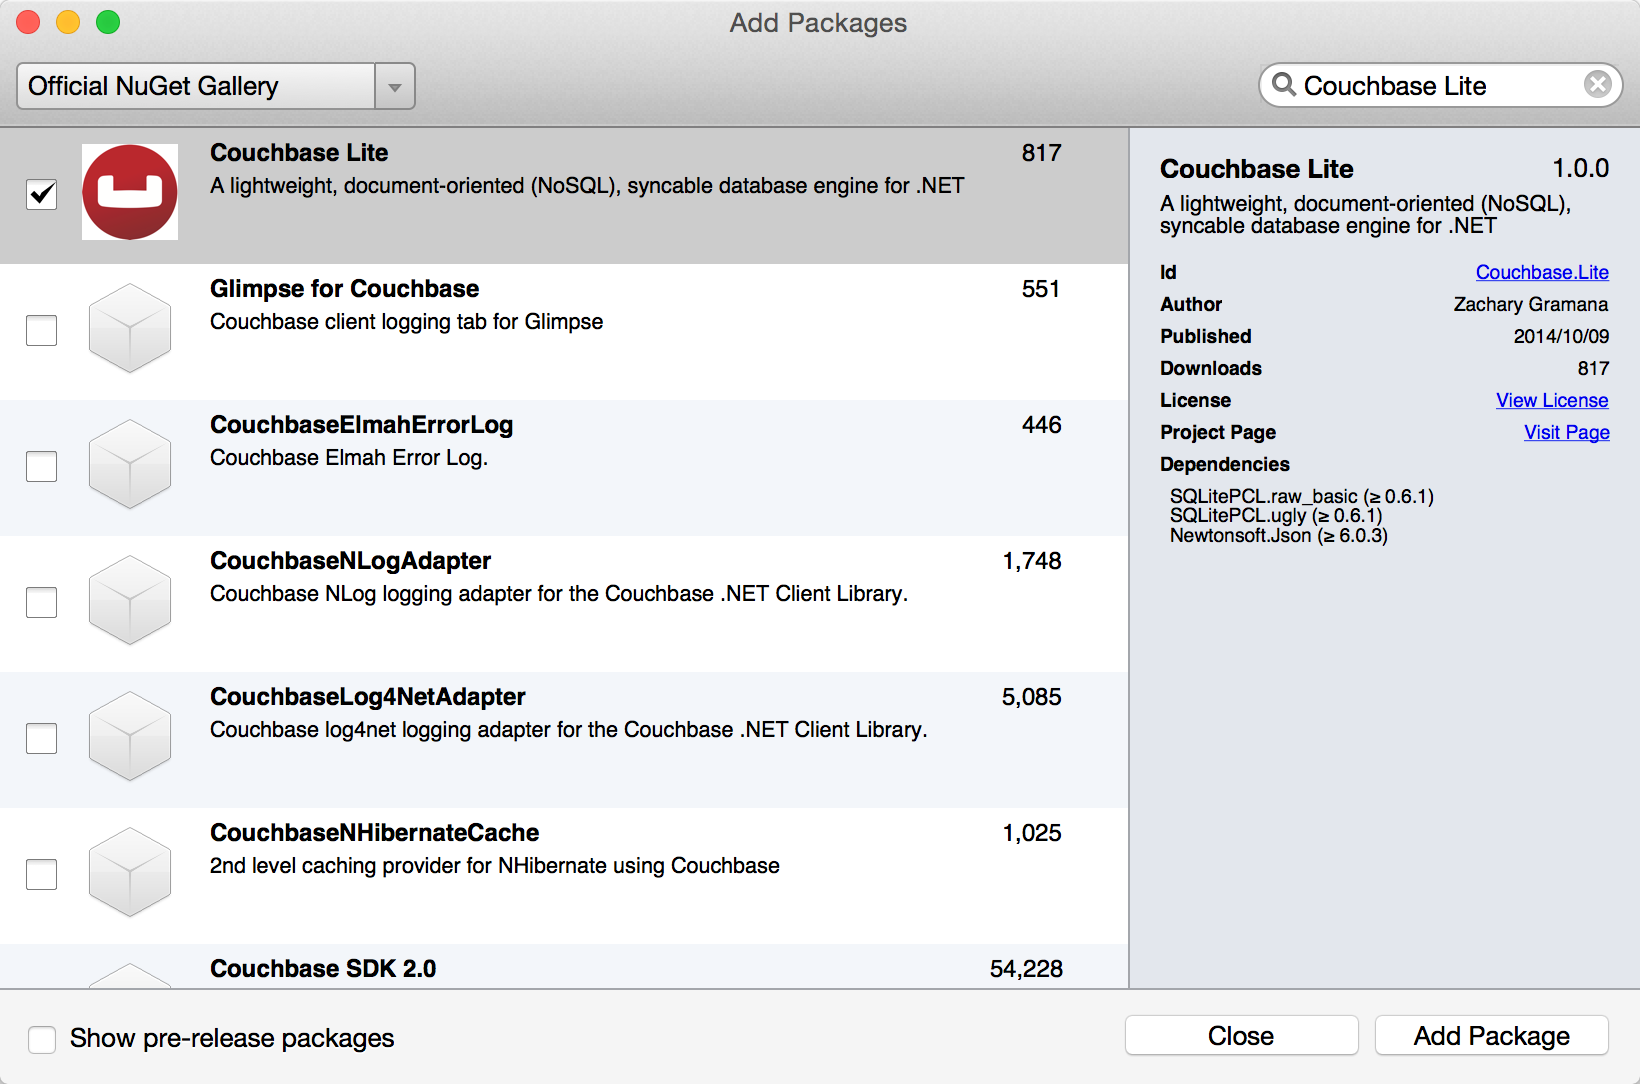 Add Packages
Official NuGet Gallery
Couchbase Lite
Couchbase Lite 817
A lightweight, document-oriented (NoSQL), syncable database engine for .NET
Glimpse for Couchbase 551
Couchbase client logging tab for Glimpse
CouchbaseElmahErrorLog 446
Couchbase Elmah Error Log.
CouchbaseNLogAdapter 1,748
Couchbase NLog logging adapter for the Couchbase .NET Client Library.
CouchbaseLog4NetAdapter 5,085
Couchbase log4net logging adapter for the Couchbase .NET Client Library.
CouchbaseNHibernateCache 1,025
2nd level caching provider for NHibernate using Couchbase
Couchbase SDK 2.0 54,228
Couchbase Lite 1.0.0
A lightweight, document-oriented (NoSQL),
syncable database engine for .NET
Id Couchbase.Lite
Author Zachary Gramana
Published 2014/10/09
Downloads 817
License View License
Project Page Visit Page
Dependencies
SQLitePCL.raw_basic (≥ 0.6.1)
SQLitePCL.ugly (≥ 0.6.1)
Newtonsoft.Json (≥ 6.0.3)
Show pre-release packages
Close
Add Package